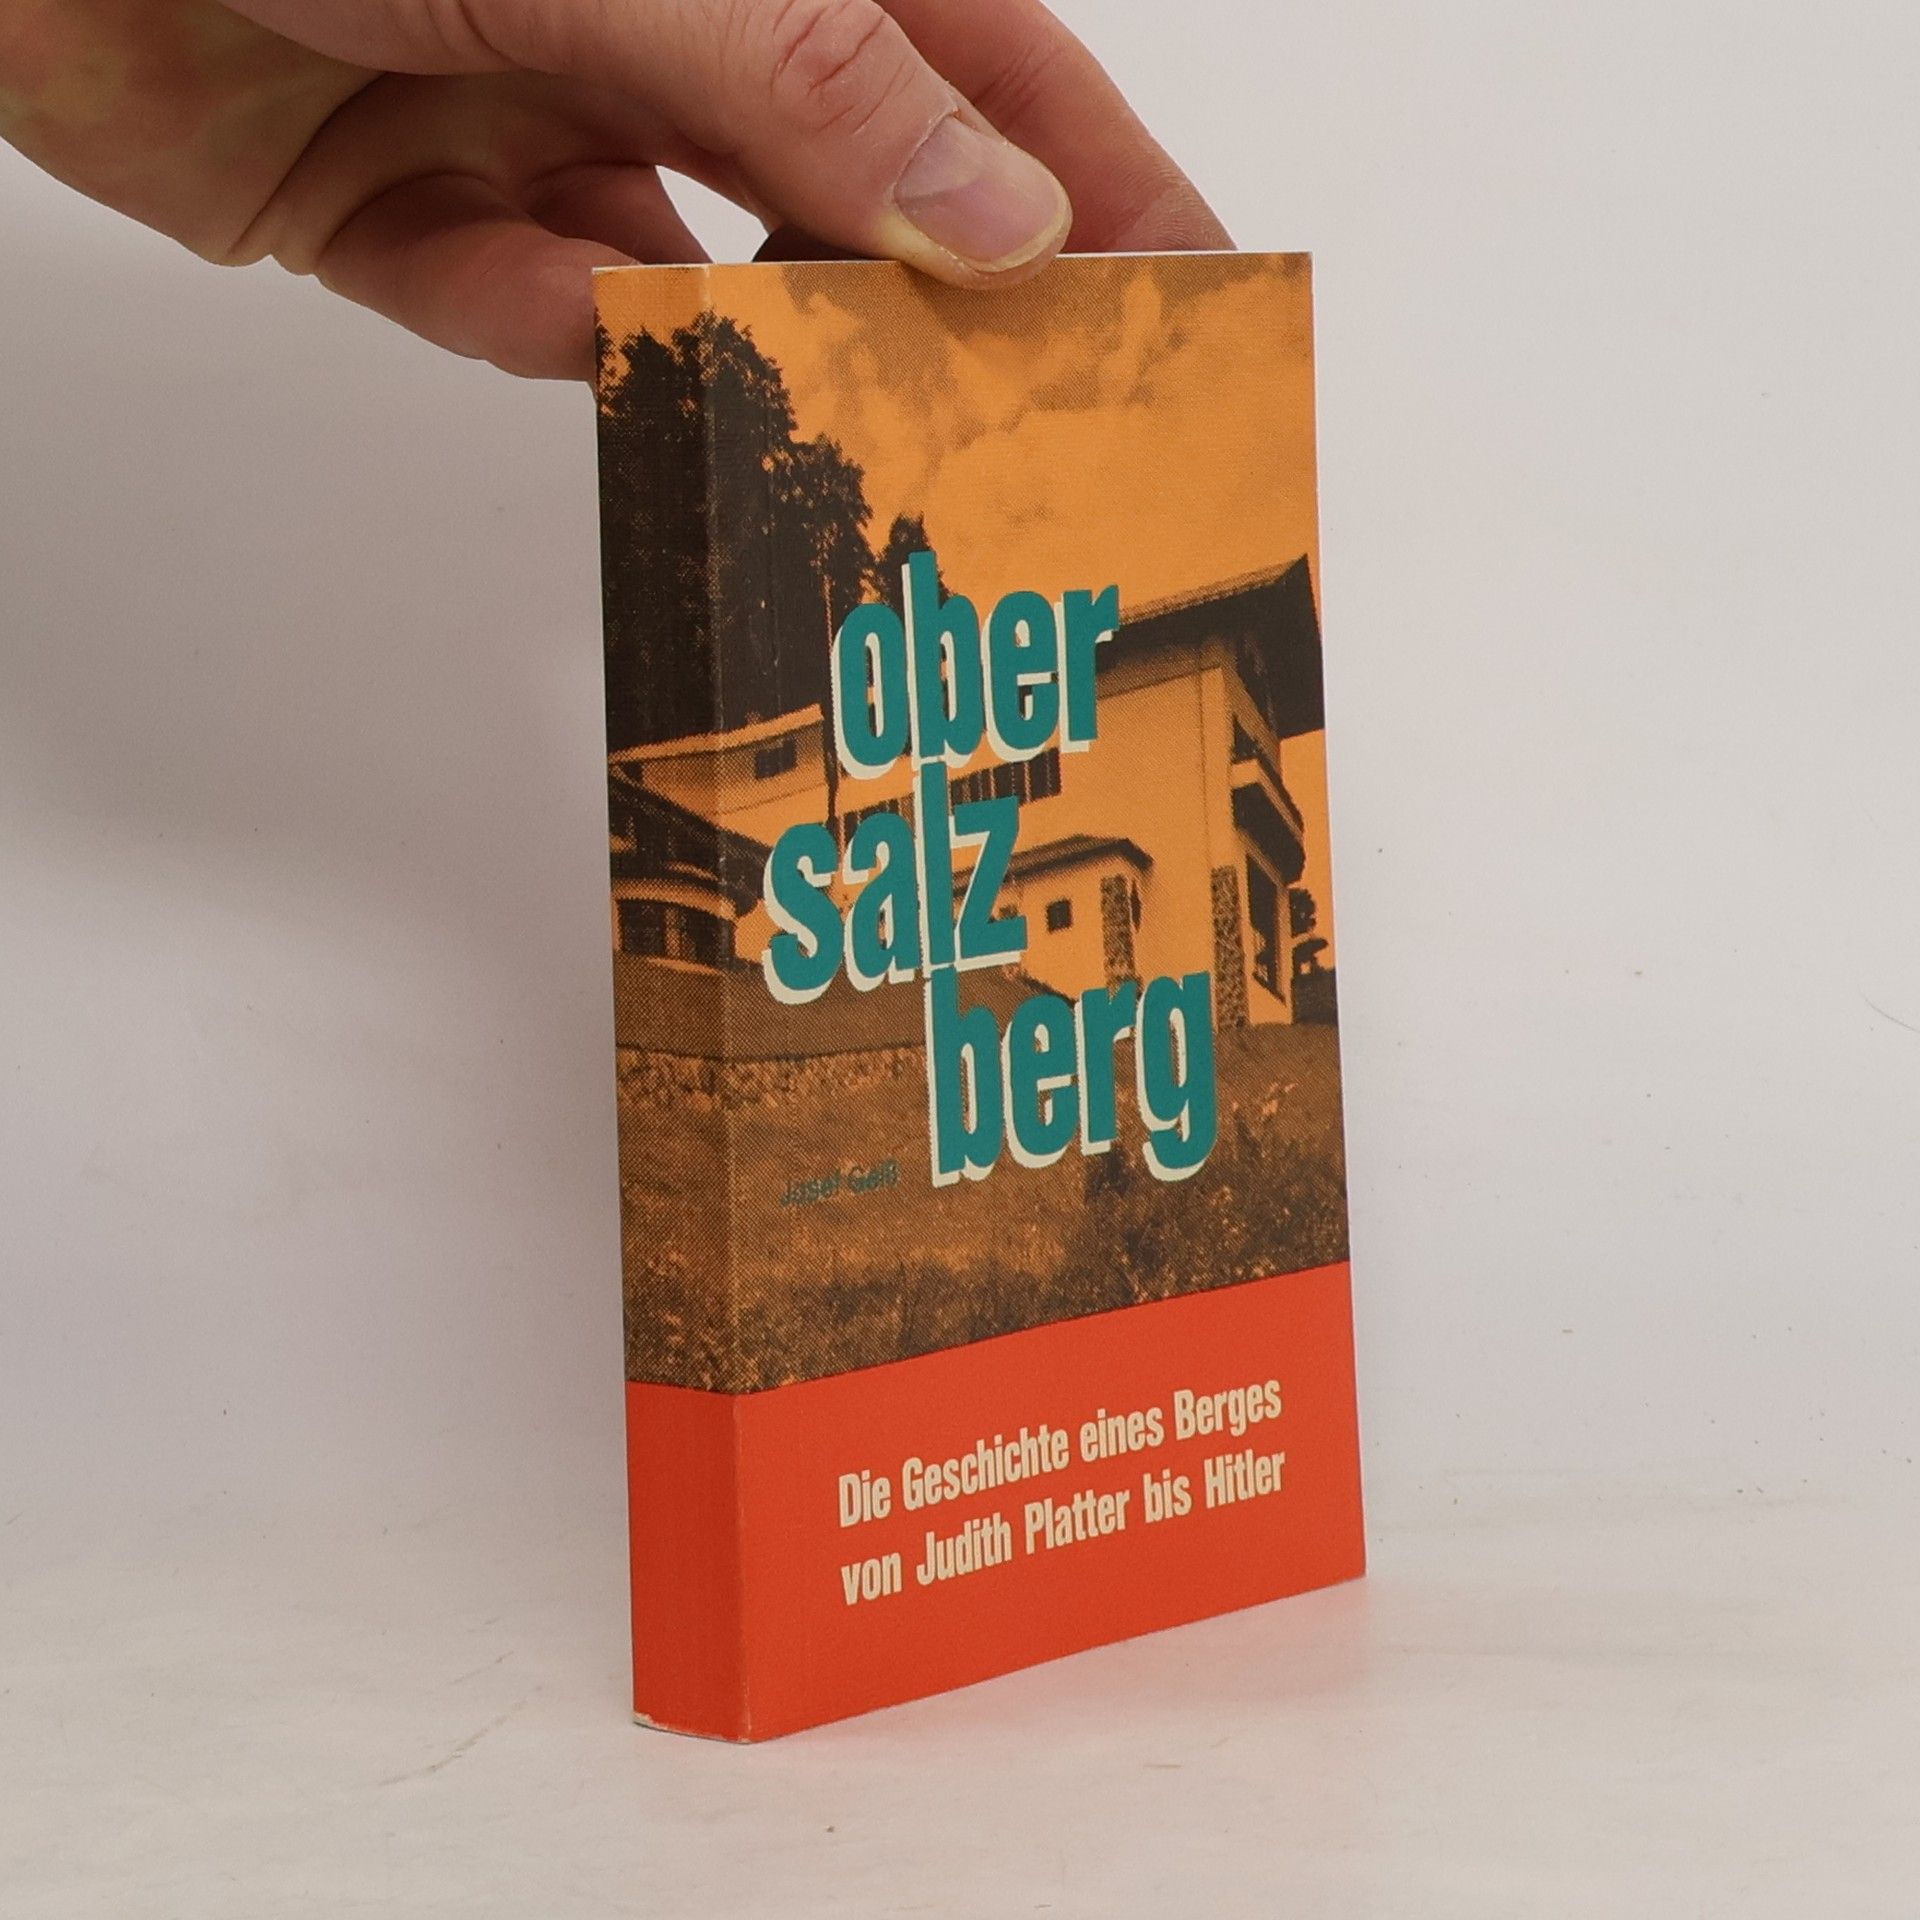 ober
salz
berg
Josef Geiß
Die Geschichte eines Berges
von Judith Platter bis Hitler